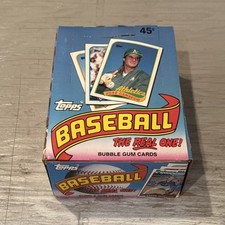 45¢
Athletics
Topps
BASEBALL
THE REAL ONE!
BUBBLE GUM CARDS
Topps
BASEBALL